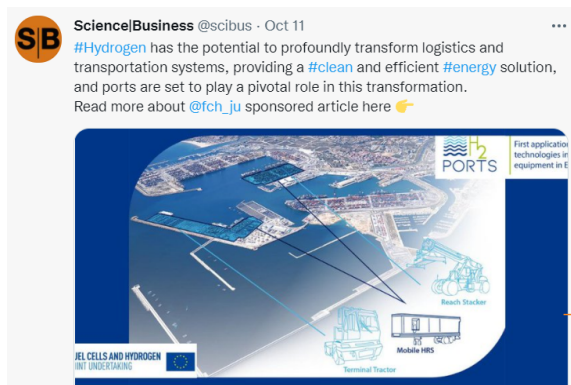 S|B
Science|Business @scibus · Oct 11
#Hydrogen has the potential to profoundly transform logistics and
transportation systems, providing a #clean and efficient #energy solution,
and ports are set to play a pivotal role in this transformation.
Read more about @fch_ju sponsored article here 👉
H2
PORTS
First application
technologies in
equipment in E
Reach Stacker
Mobile HRS
Terminal Tractor
UEL CELLS AND HYDROGEN
INT UNDERTAKING